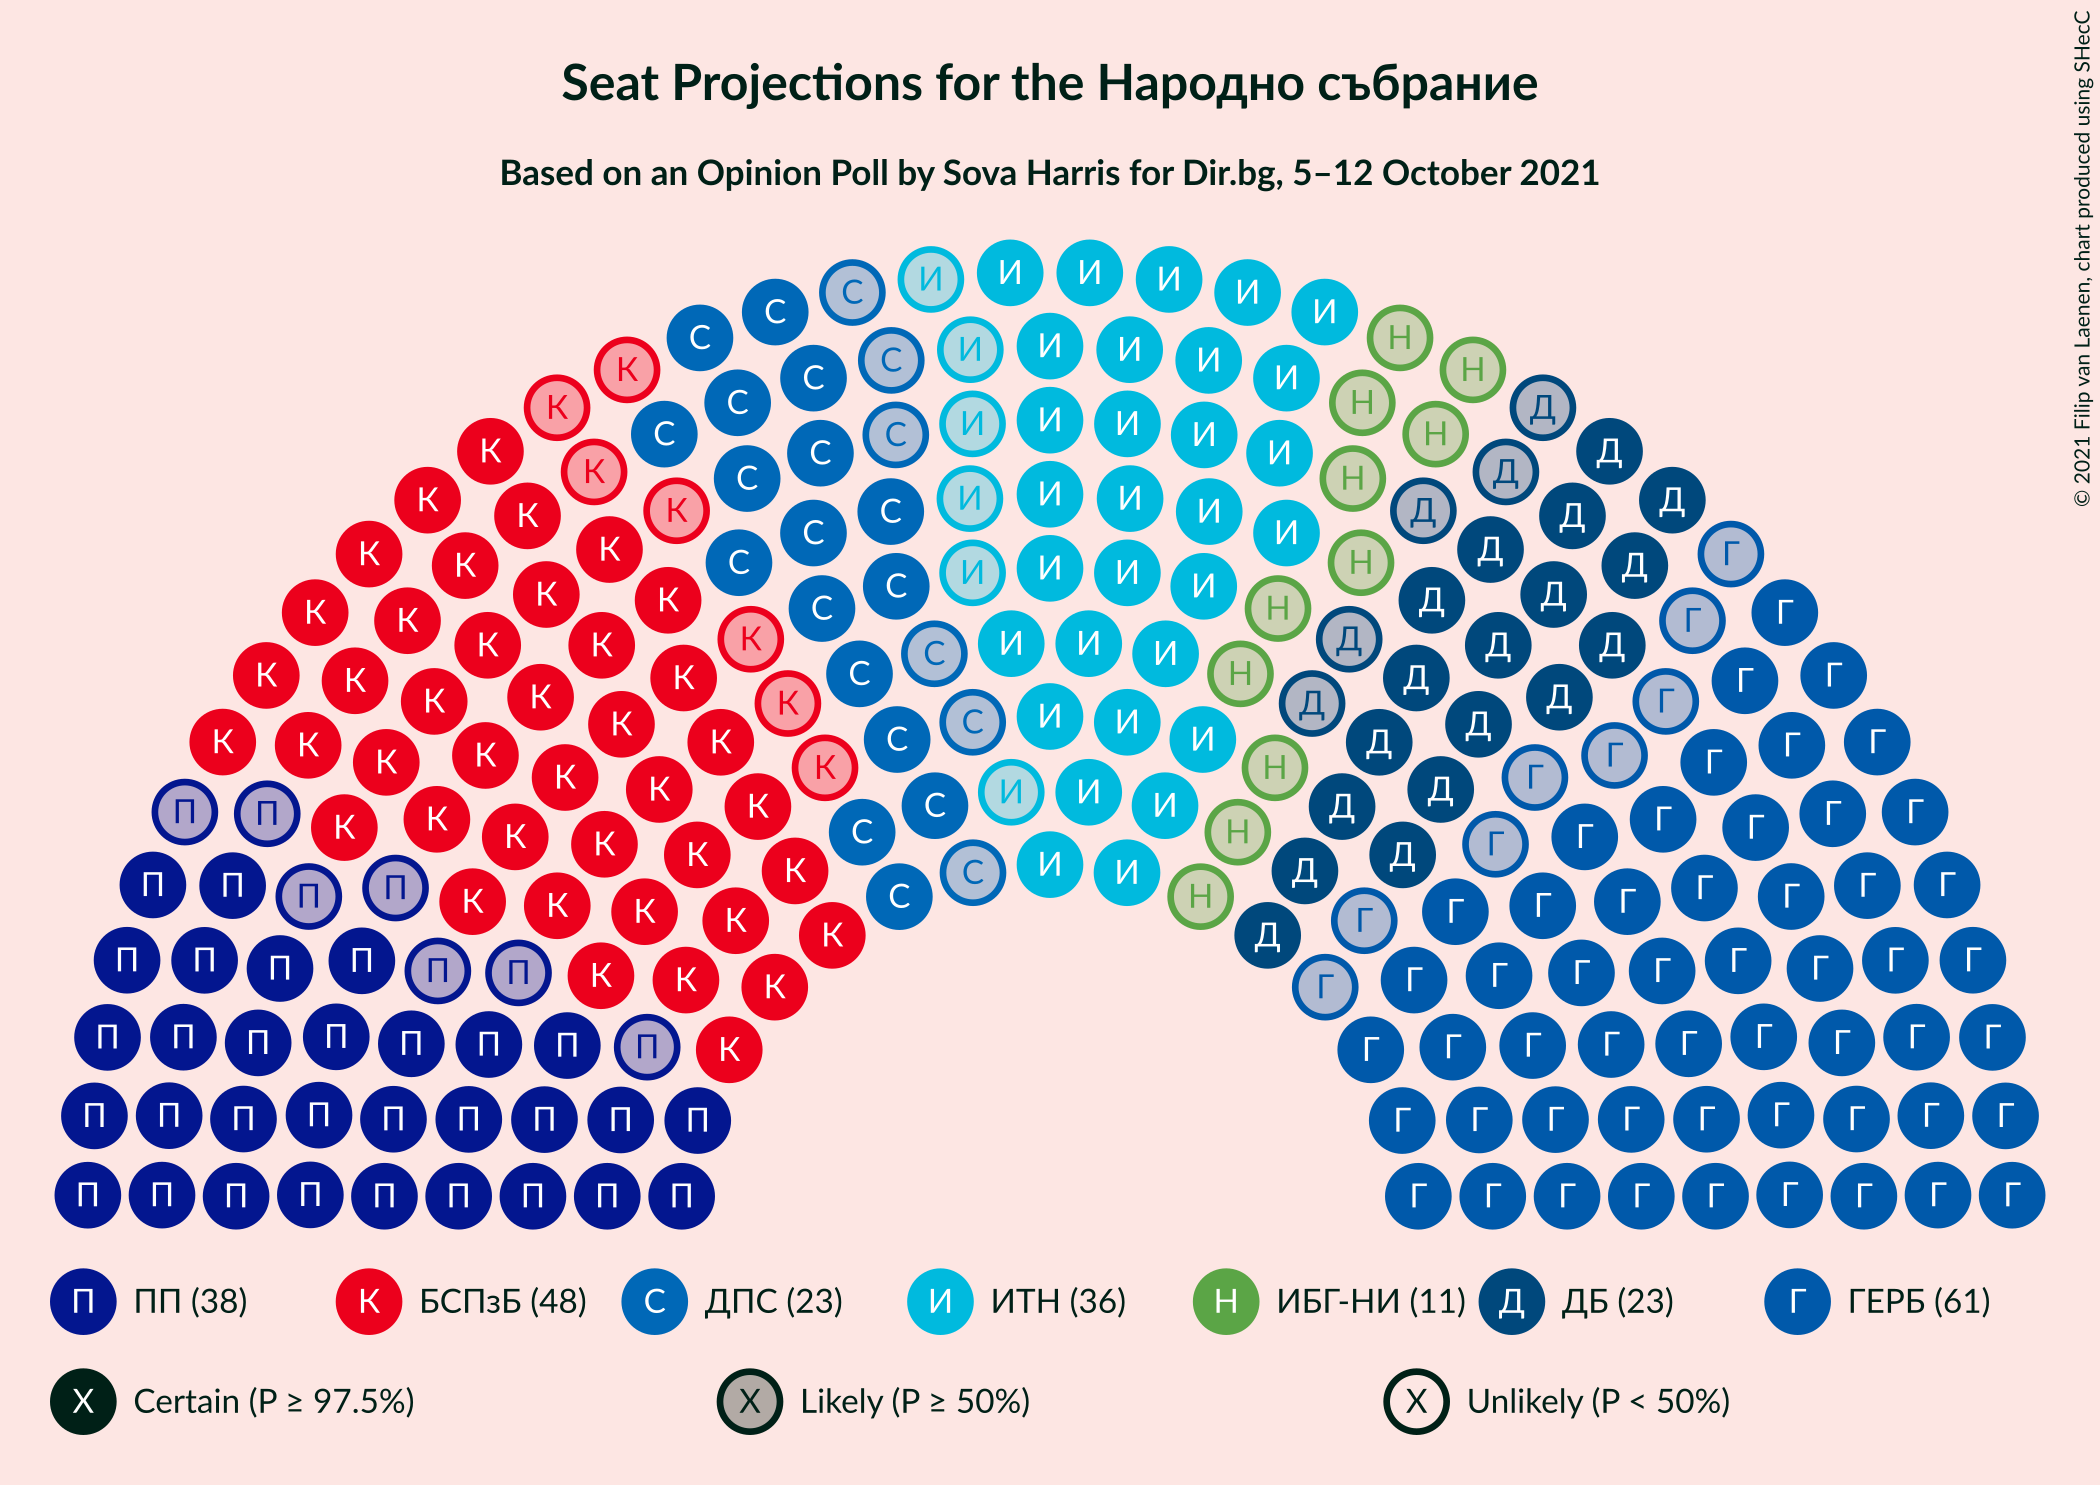 Seat Projections for the Народно събрание
Based on an Opinion Poll by Sova Harris for Dir.bg, 5–12 October 2021
© 2021 Filip van Laenen, chart produced using SHecC
П ПП (38) К БСПзБ (48) С ДПС (23) И ИТН (36) Н ИБГ-НИ (11) Д ДБ (23) Г ГЕРБ (61)
X Certain (P ≥ 97.5%) X Likely (P ≥ 50%) X Unlikely (P < 50%)